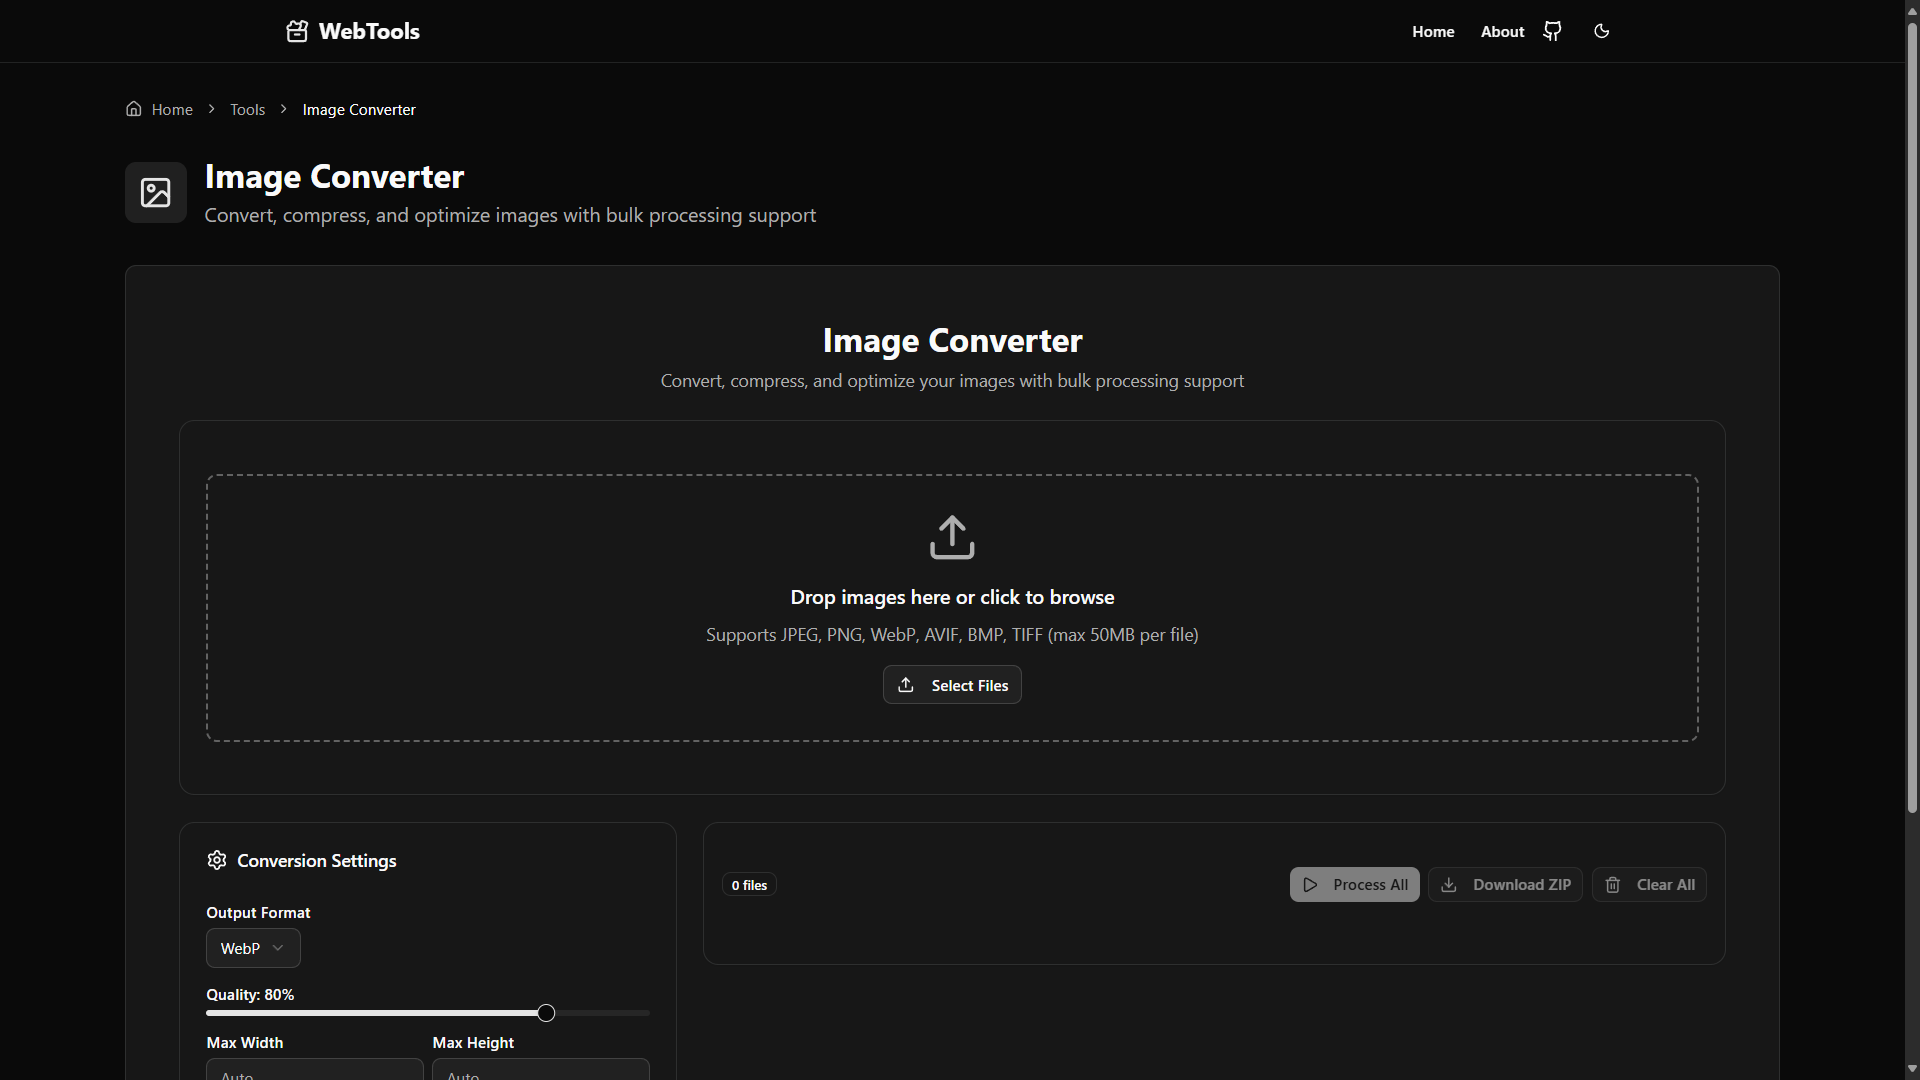 WebTools
Home About
Home > Tools > Image Converter
Image Converter
Convert, compress, and optimize images with bulk processing support
Image Converter
Convert, compress, and optimize your images with bulk processing support
Drop images here or click to browse
Supports JPEG, PNG, WebP, AVIF, BMP, TIFF (max 50MB per file)
Select Files
Conversion Settings
Output Format
WebP
Quality: 80%
Max Width Max Height
Auto Auto
0 files
Process All Download ZIP Clear All